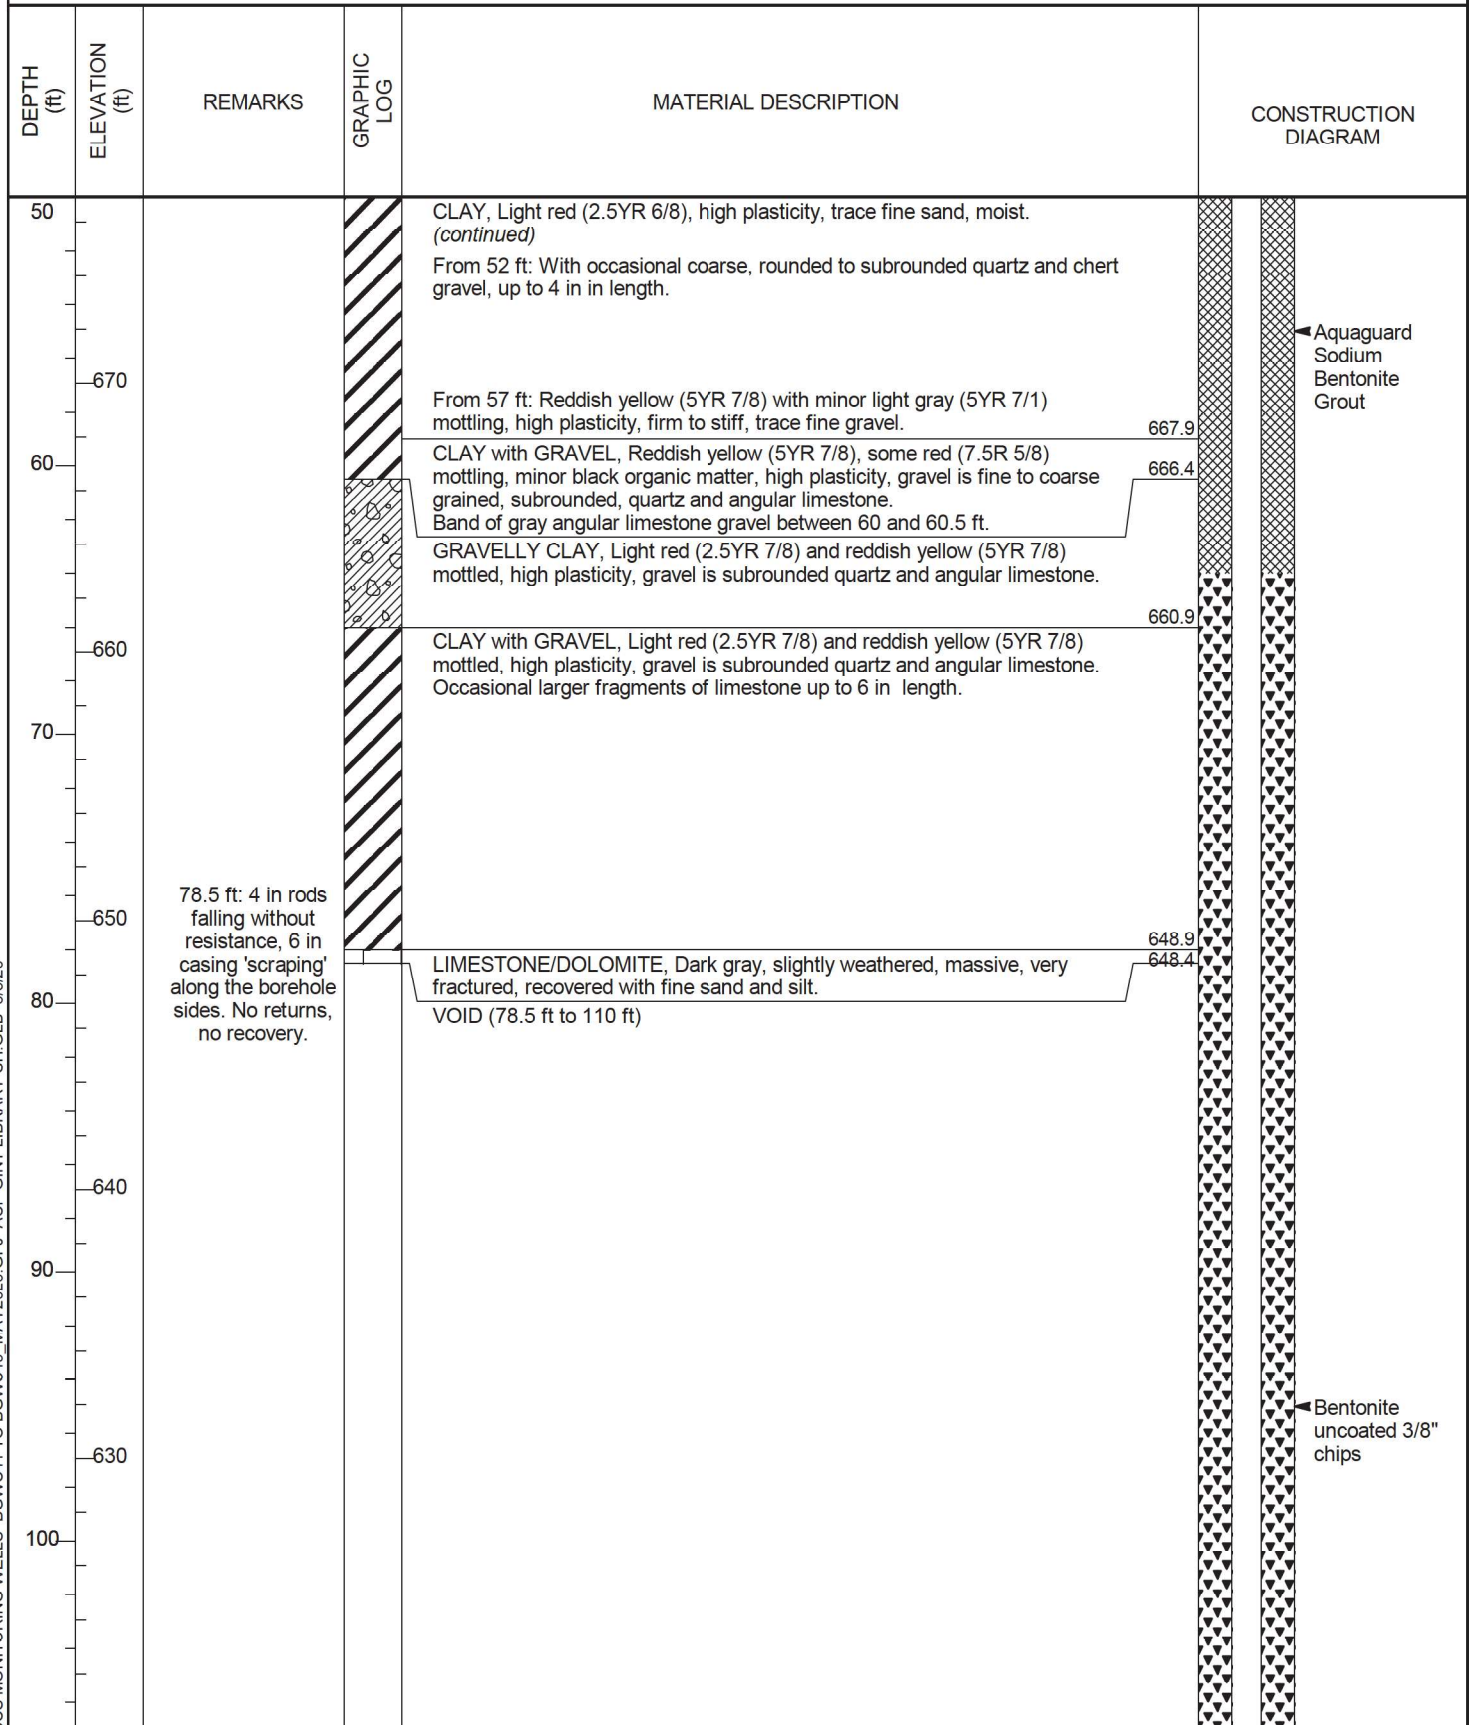 DEPTH
(ft)
ELEVATION
(ft)
REMARKS
GRAPHIC
LOG
MATERIAL DESCRIPTION
CONSTRUCTION
DIAGRAM
50
CLAY, Light red (2.5YR 6/8), high plasticity, trace fine sand, moist.
(continued)
From 52 ft: With occasional coarse, rounded to subrounded quartz and chert
gravel, up to 4 in in length.
Aquaguard
Sodium
Bentonite
Grout
670
From 57 ft: Reddish yellow (5YR 7/8) with minor light gray (5YR 7/1)
mottling, high plasticity, firm to stiff, trace fine gravel.
667.9
60
CLAY with GRAVEL, Reddish yellow (5YR 7/8), some red (7.5R 5/8)
mottling, minor black organic matter, high plasticity, gravel is fine to coarse
grained, subrounded, quartz and angular limestone.
Band of gray angular limestone gravel between 60 and 60.5 ft.
666.4
GRAVELLY CLAY, Light red (2.5YR 7/8) and reddish yellow (5YR 7/8)
mottled, high plasticity, gravel is subrounded quartz and angular limestone.
660.9
660
CLAY with GRAVEL, Light red (2.5YR 7/8) and reddish yellow (5YR 7/8)
mottled, high plasticity, gravel is subrounded quartz and angular limestone.
Occasional larger fragments of limestone up to 6 in length.
70
78.5 ft: 4 in rods
falling without
resistance, 6 in
casing 'scraping'
along the borehole
sides. No returns,
no recovery.
650
648.9
648.4
LIMESTONE/DOLOMITE, Dark gray, slightly weathered, massive, very
fractured, recovered with fine sand and silt.
80
VOID (78.5 ft to 110 ft)
640
90
Bentonite
uncoated 3/8"
chips
630
100